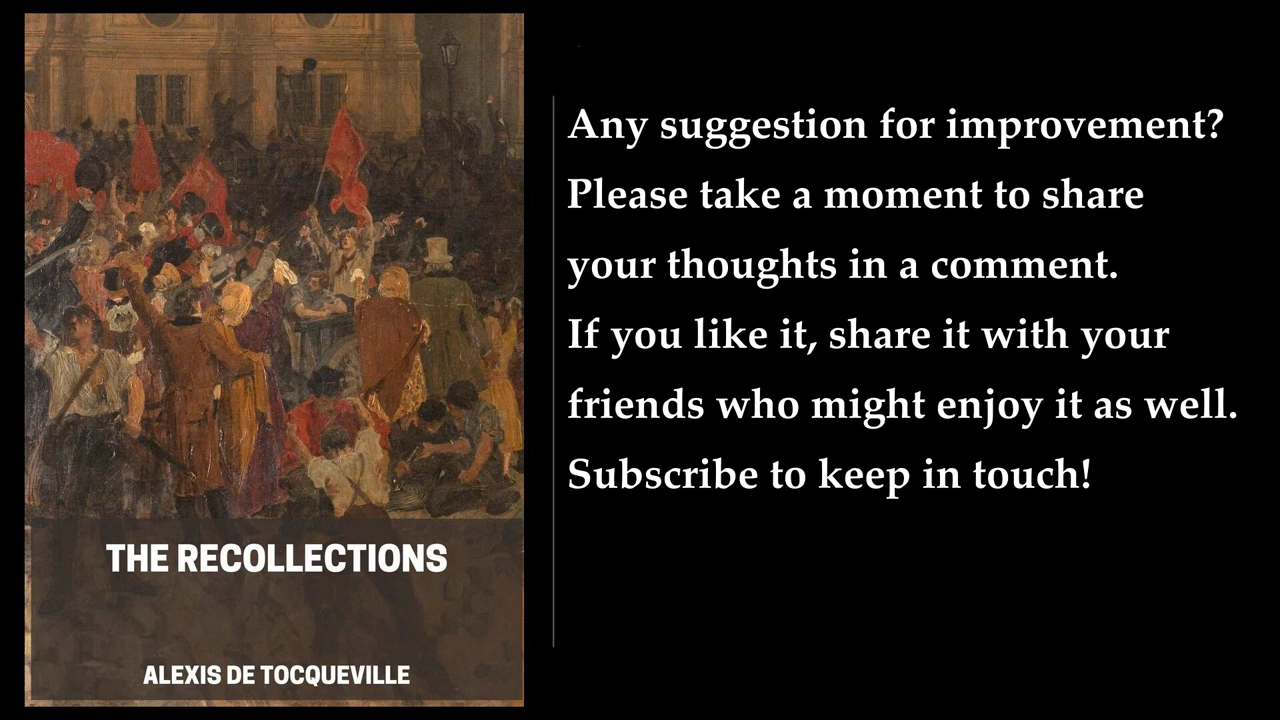 THE RECOLLECTIONS
ALEXIS DE TOCQUEVILLE
Any suggestion for improvement?
Please take a moment to share
your thoughts in a comment.
If you like it, share it with your
friends who might enjoy it as well.
Subscribe to keep in touch!